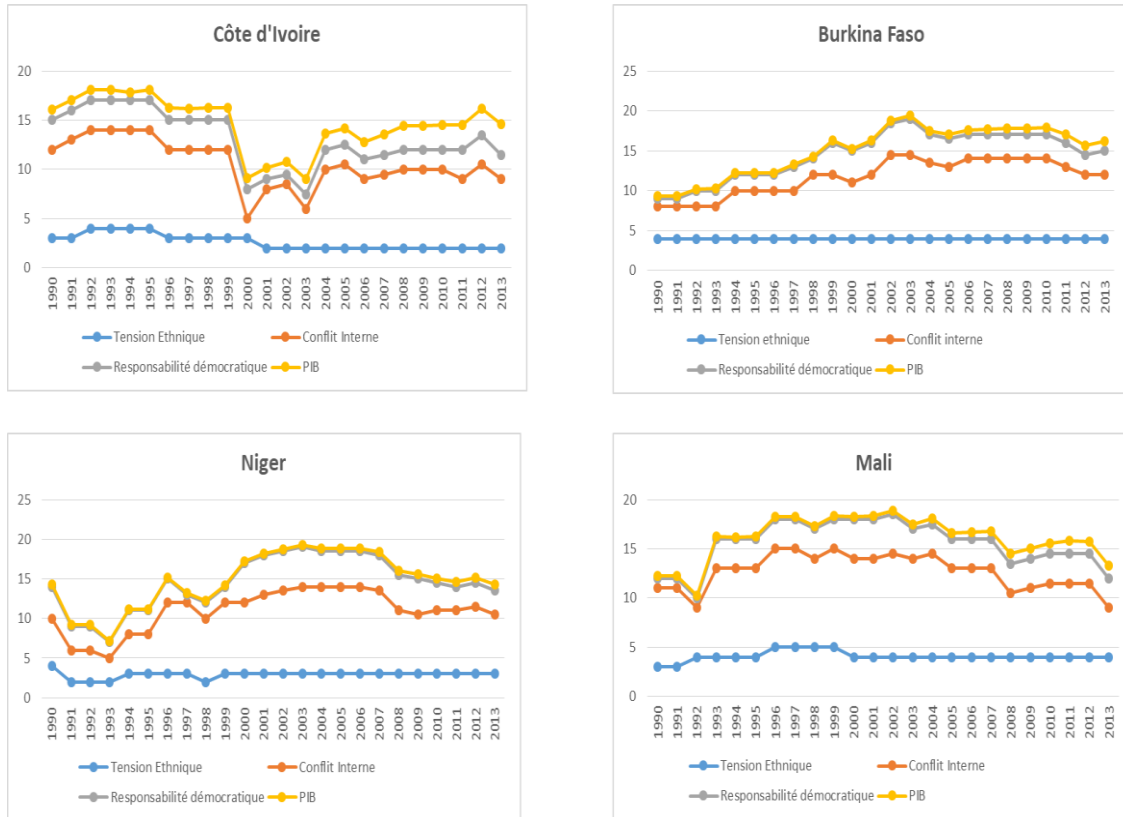 Côte d'Ivoire
20
15
10
5
0
1990 1991 1992 1993 1994 1995 1996 1997 1998 1999 2000 2001 2002 2003 2004 2005 2006 2007 2008 2009 2010 2011 2012 2013
Tension Ethnique Conflit Interne
Responsabilité démocratique PIB
Burkina Faso
25
20
15
10
5
0
1990 1991 1992 1993 1994 1995 1996 1997 1998 1999 2000 2001 2002 2003 2004 2005 2006 2007 2008 2009 2010 2011 2012 2013
Tension ethnique Conflit interne
Responsabilité démocratique PIB
Niger
25
20
15
10
5
0
1990 1991 1992 1993 1994 1995 1996 1997 1998 1999 2000 2001 2002 2003 2004 2005 2006 2007 2008 2009 2010 2011 2012 2013
Tension Ethnique Conflit Interne
Responsabilité démocratique PIB
Mali
20
15
10
5
0
1990 1991 1992 1993 1994 1995 1996 1997 1998 1999 2000 2001 2002 2003 2004 2005 2006 2007 2008 2009 2010 2011 2012 2013
Tension Ethnique Conflit Interne
Responsabilité démocratique PIB